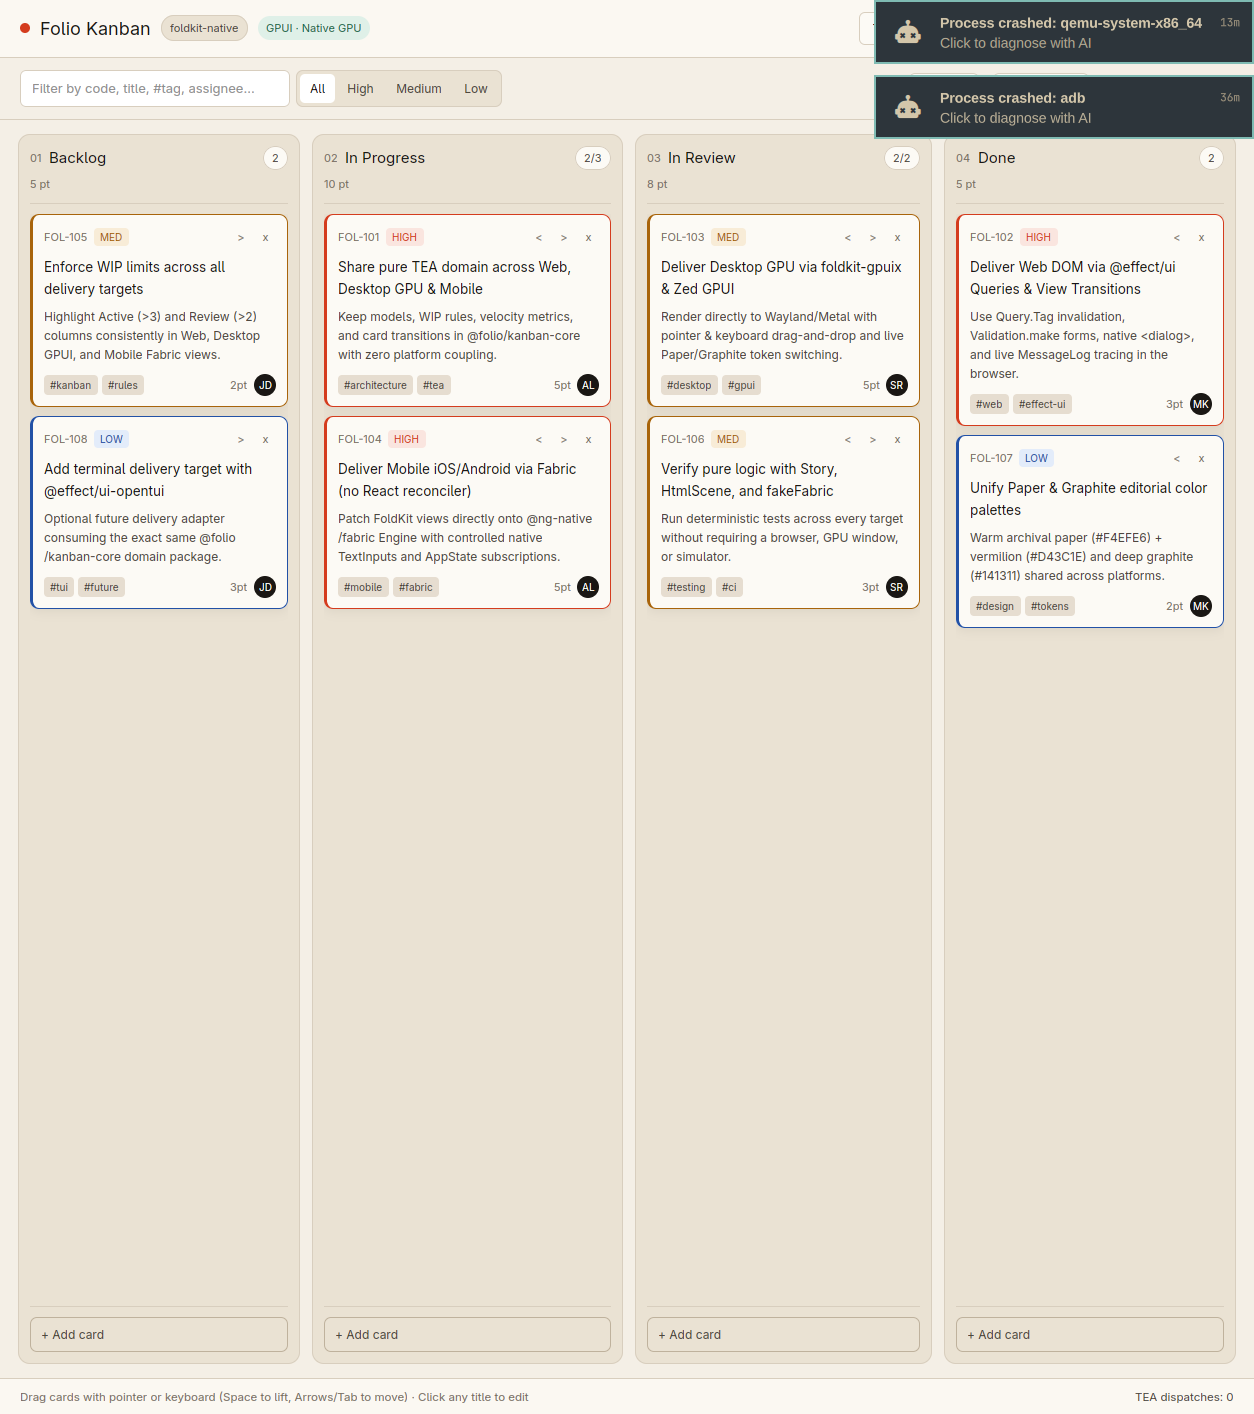 Folio Kanban
foldkit-native
GPUI · Native GPU
Process crashed: qemu-system-x86_64
13m
Click to diagnose with AI
Process crashed: adb
36m
Click to diagnose with AI
Filter by code, title, #tag, assignee...
All
High
Medium
Low
01 Backlog
2
5 pt
FOL-105 MED > x
Enforce WIP limits across all
delivery targets
Highlight Active (>3) and Review (>2)
columns consistently in Web, Desktop
GPUI, and Mobile Fabric views.
#kanban #rules 2pt JD
FOL-108 LOW > x
Add terminal delivery target with
@effect/ui-opentui
Optional future delivery adapter
consuming the exact same @folio
/kanban-core domain package.
#tui #future 3pt JD
+ Add card
02 In Progress
2/3
10 pt
FOL-101 HIGH < > x
Share pure TEA domain across Web,
Desktop GPU & Mobile
Keep models, WIP rules, velocity metrics,
and card transitions in @folio/kanban-core
with zero platform coupling.
#architecture #tea 5pt AL
FOL-104 HIGH < > x
Deliver Mobile iOS/Android via Fabric
(no React reconciler)
Patch FoldKit views directly onto @ng-native
/fabric Engine with controlled native
TextInputs and AppState subscriptions.
#mobile #fabric 5pt AL
+ Add card
03 In Review
2/2
8 pt
FOL-103 MED < > x
Deliver Desktop GPU via foldkit-gpuix
& Zed GPUI
Render directly to Wayland/Metal with
pointer & keyboard drag-and-drop and live
Paper/Graphite token switching.
#desktop #gpui 5pt SR
FOL-106 MED < > x
Verify pure logic with Story,
HtmlScene, and fakeFabric
Run deterministic tests across every target
without requiring a browser, GPU window,
or simulator.
#testing #ci 3pt SR
+ Add card
04 Done
2
5 pt
FOL-102 HIGH < x
Deliver Web DOM via @effect/ui
Queries & View Transitions
Use Query.Tag invalidation,
Validation.make forms, native <dialog>,
and live MessageLog tracing in the
browser.
#web #effect-ui 3pt MK
FOL-107 LOW < x
Unify Paper & Graphite editorial color
palettes
Warm archival paper (#F4EFE6) +
vermilion (#D43C1E) and deep graphite
(#141311) shared across platforms.
#design #tokens 2pt MK
+ Add card
Drag cards with pointer or keyboard (Space to lift, Arrows/Tab to move) · Click any title to edit
TEA dispatches: 0